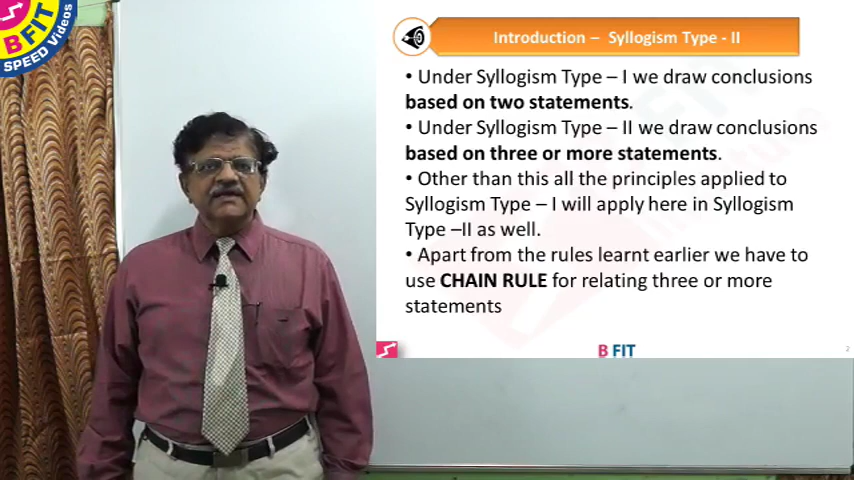 B FIT
SPEED Videos
Introduction – Syllogism Type - II
• Under Syllogism Type – I we draw conclusions
based on two statements.
• Under Syllogism Type – II we draw conclusions
based on three or more statements.
• Other than this all the principles applied to
Syllogism Type – I will apply here in Syllogism
Type –II as well.
• Apart from the rules learnt earlier we have to
use CHAIN RULE for relating three or more
statements
B FIT
2